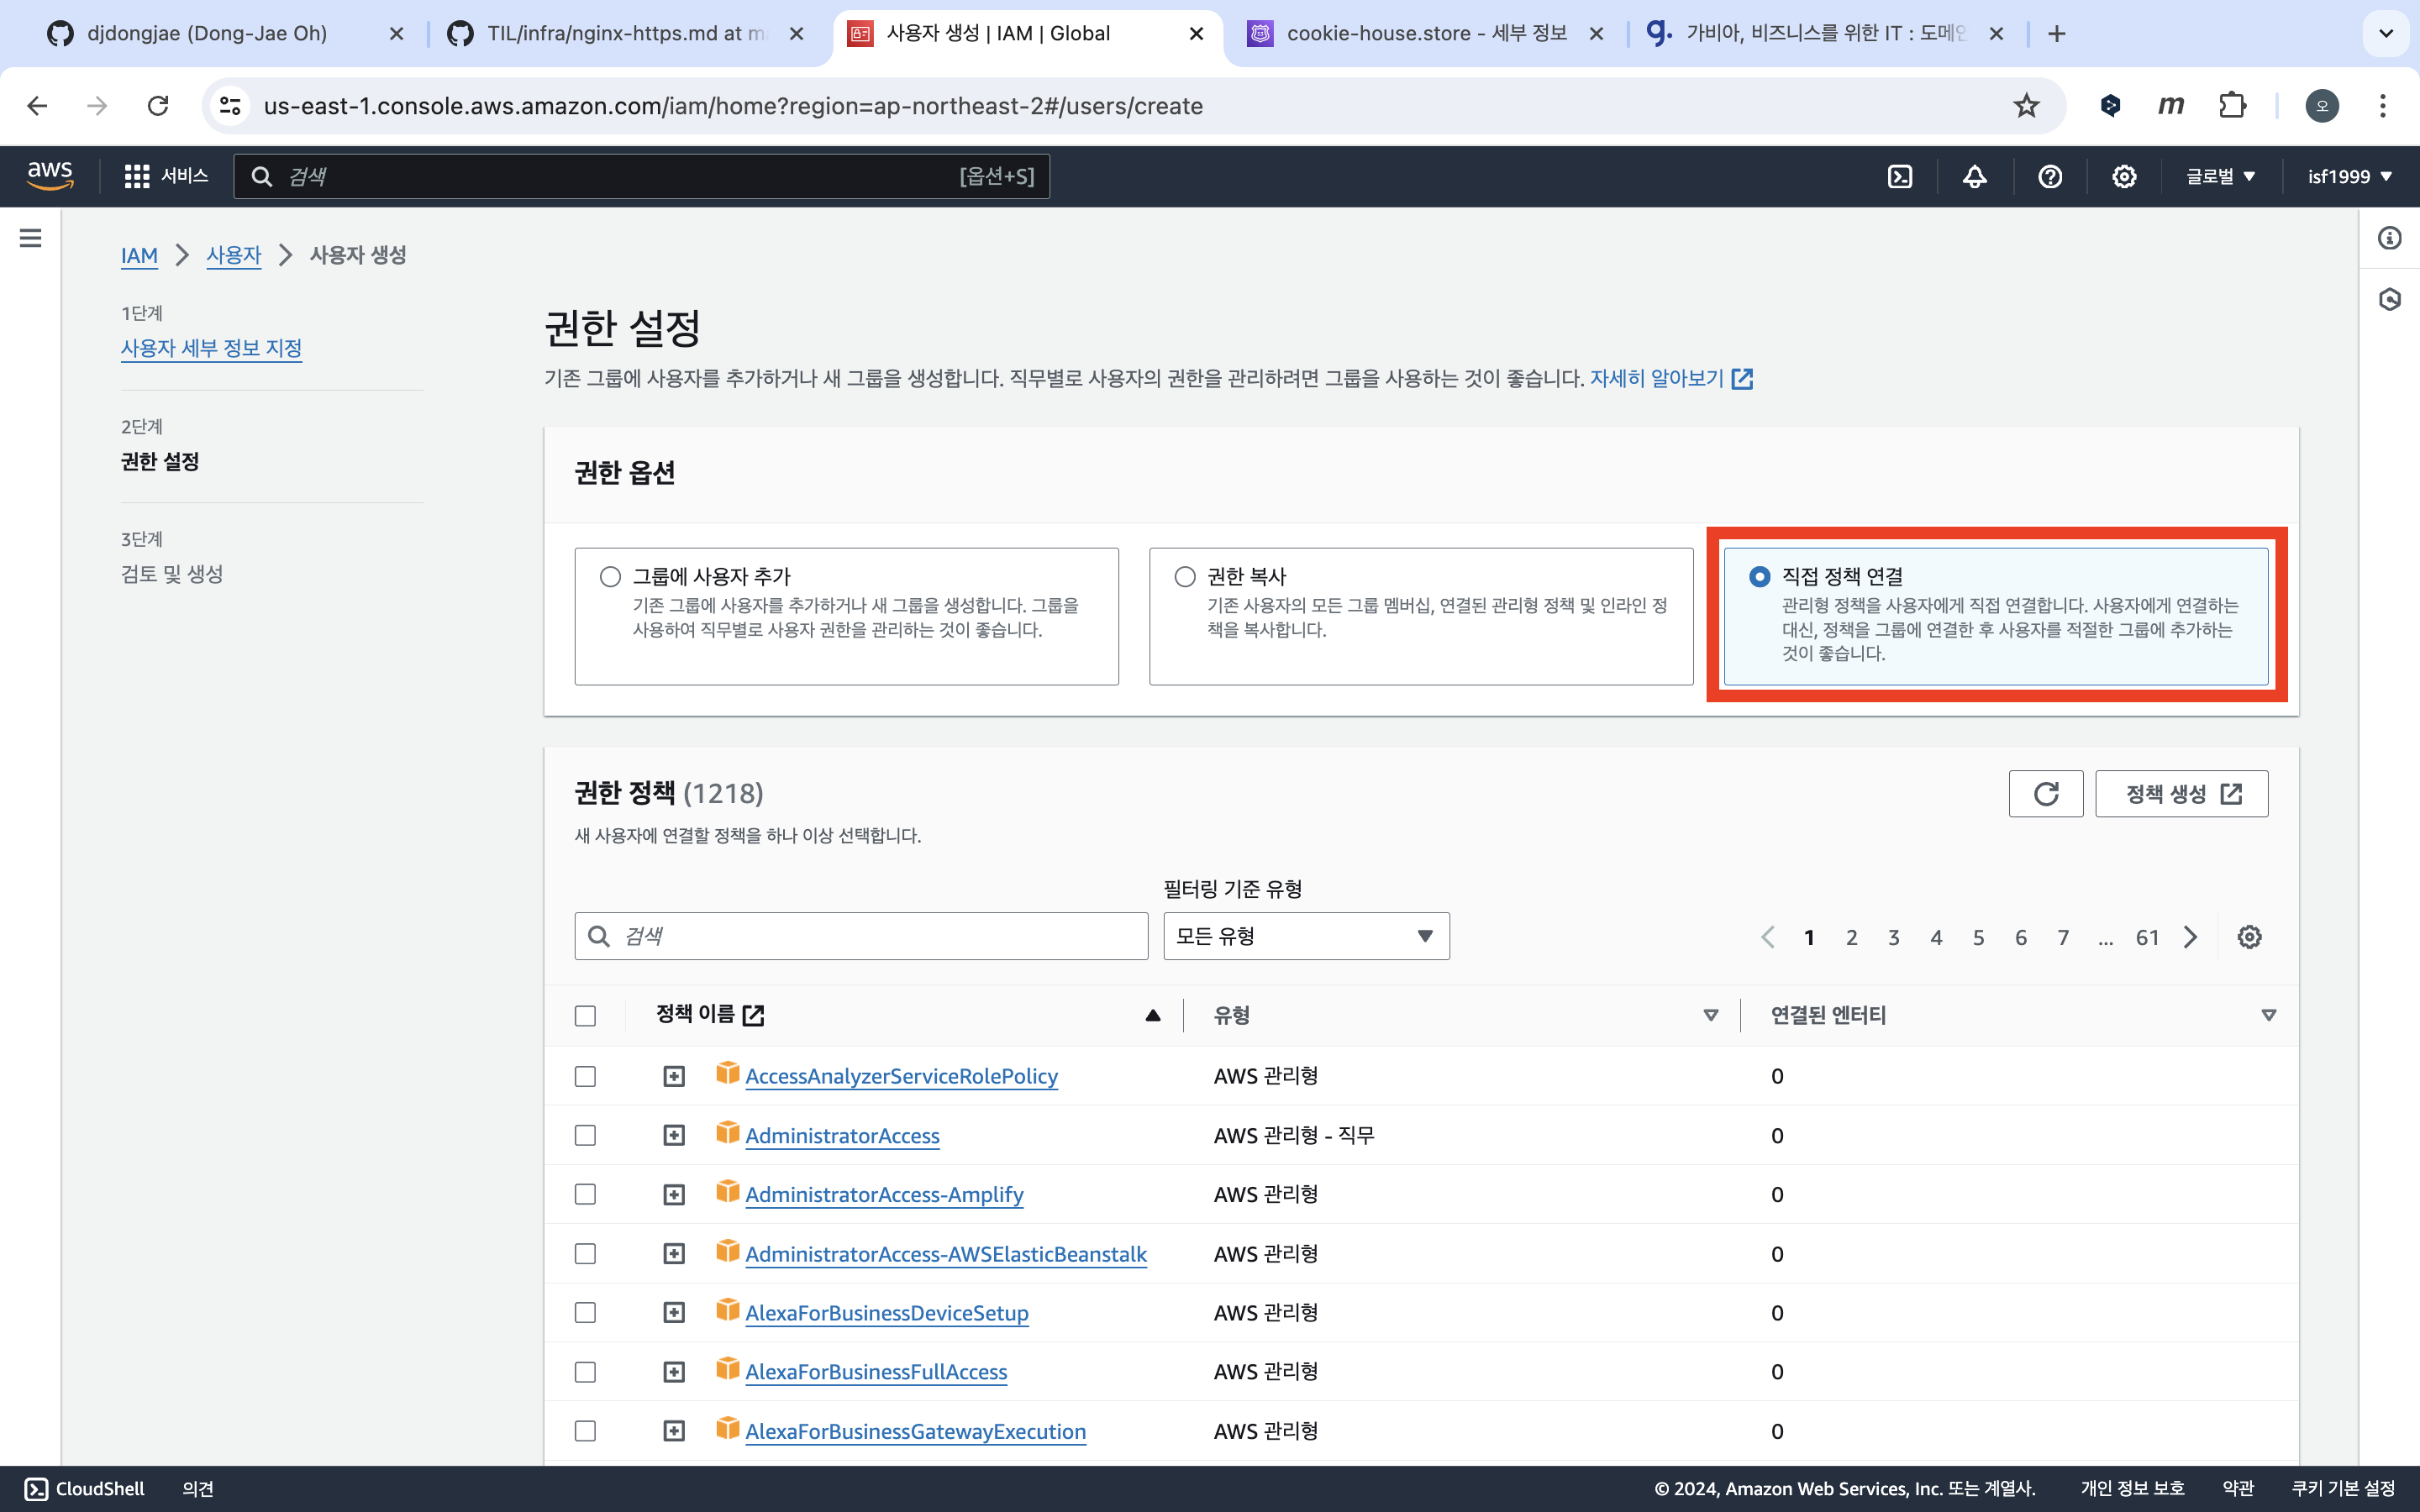 djdongjae (Dong-Jae Oh)
TIL/infra/nginx-https.md at m
사용자 생성 | IAM | Global
cookie-house.store - 세부 정보
가비아, 비즈니스를 위한 IT : 도메인
us-east-1.console.aws.amazon.com/iam/home?region=ap-northeast-2#/users/create
m
오
aws
서비스
검색
[옵션+S]
글로벌
isf1999
IAM
사용자
사용자 생성
1단계
사용자 세부 정보 지정
2단계
권한 설정
3단계
검토 및 생성
권한 설정
기존 그룹에 사용자를 추가하거나 새 그룹을 생성합니다. 직무별로 사용자의 권한을 관리하려면 그룹을 사용하는 것이 좋습니다. 자세히 알아보기
권한 옵션
그룹에 사용자 추가
기존 그룹에 사용자를 추가하거나 새 그룹을 생성합니다. 그룹을
사용하여 직무별로 사용자 권한을 관리하는 것이 좋습니다.
권한 복사
기존 사용자의 모든 그룹 멤버십, 연결된 관리형 정책 및 인라인 정
책을 복사합니다.
직접 정책 연결
관리형 정책을 사용자에게 직접 연결합니다. 사용자에게 연결하는
대신, 정책을 그룹에 연결한 후 사용자를 적절한 그룹에 추가하는
것이 좋습니다.
권한 정책 (1218)
새 사용자에 연결할 정책을 하나 이상 선택합니다.
정책 생성
필터링 기준 유형
검색
모든 유형
1 2 3 4 5 6 7 ... 61
정책 이름 유형 연결된 엔터티
AccessAnalyzerServiceRolePolicy AWS 관리형 0
AdministratorAccess AWS 관리형 - 직무 0
AdministratorAccess-Amplify AWS 관리형 0
AdministratorAccess-AWSElasticBeanstalk AWS 관리형 0
AlexaForBusinessDeviceSetup AWS 관리형 0
AlexaForBusinessFullAccess AWS 관리형 0
AlexaForBusinessGatewayExecution AWS 관리형 0
CloudShell
의견
© 2024, Amazon Web Services, Inc. 또는 계열사.
개인 정보 보호
약관
쿠키 기본 설정